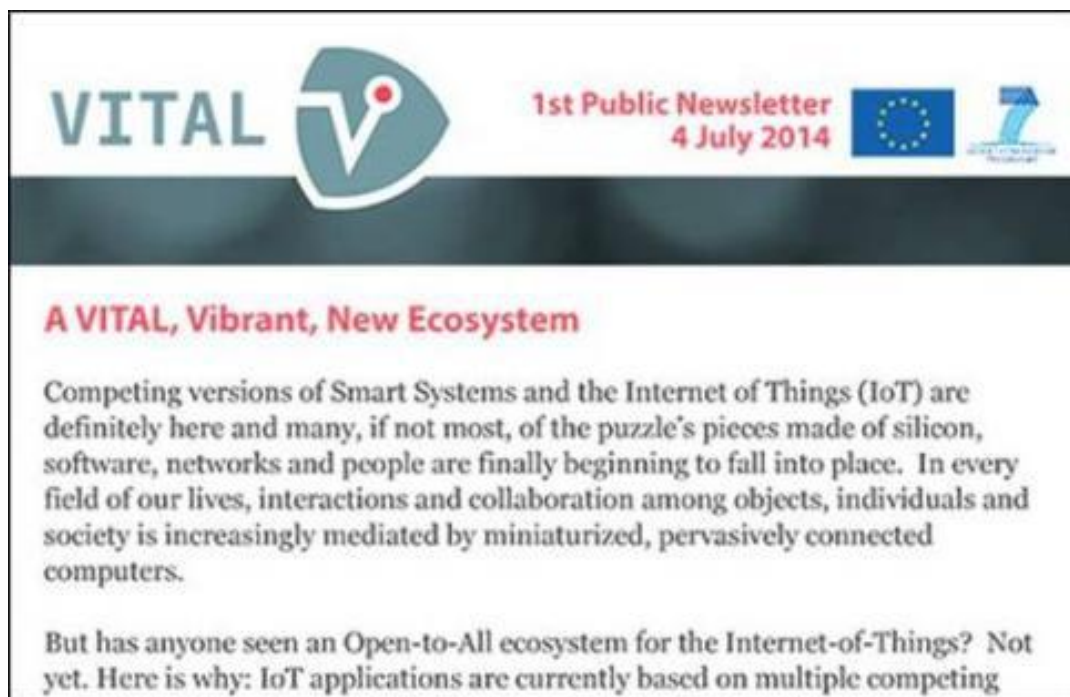 VITAL
1st Public Newsletter
4 July 2014
A VITAL, Vibrant, New Ecosystem
Competing versions of Smart Systems and the Internet of Things (IoT) are
definitely here and many, if not most, of the puzzle's pieces made of silicon,
software, networks and people are finally beginning to fall into place.  In every
field of our lives, interactions and collaboration among objects, individuals and
society is increasingly mediated by miniaturized, pervasively connected
computers.
But has anyone seen an Open-to-All ecosystem for the Internet-of-Things?  Not
yet. Here is why: IoT applications are currently based on multiple competing